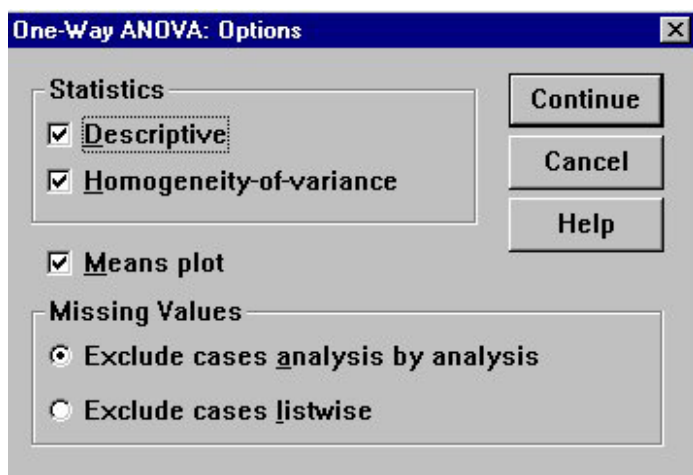 One-Way ANOVA: Options
Statistics
Descriptive
Homogeneity-of-variance
Means plot
Missing Values
Exclude cases analysis by analysis
Exclude cases listwise
Continue
Cancel
Help